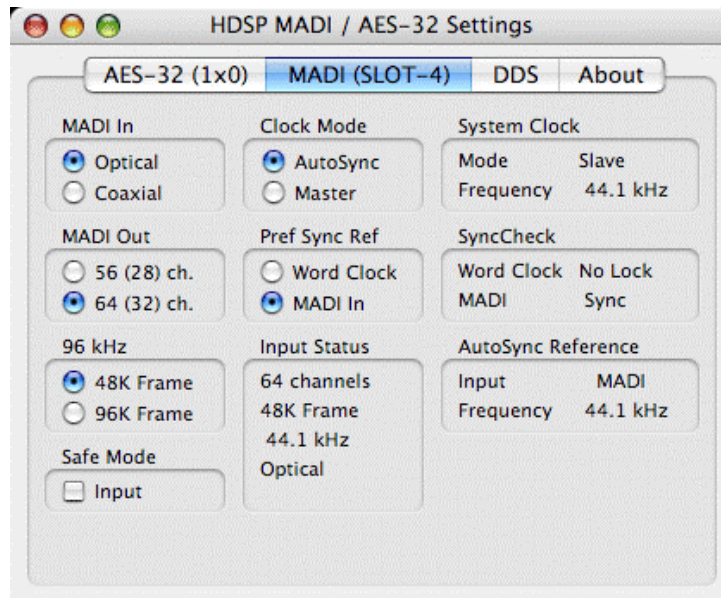 HDSP MADI / AES-32 Settings
AES-32 (1x0) MADI (SLOT-4) DDS About
MADI In
Optical
Coaxial
MADI Out
56 (28) ch.
64 (32) ch.
96 kHz
48K Frame
96K Frame
Safe Mode
Input
Clock Mode
AutoSync
Master
Pref Sync Ref
Word Clock
MADI In
Input Status
64 channels
48K Frame
44.1 kHz
Optical
System Clock
Mode Slave
Frequency 44.1 kHz
SyncCheck
Word Clock No Lock
MADI Sync
AutoSync Reference
Input MADI
Frequency 44.1 kHz